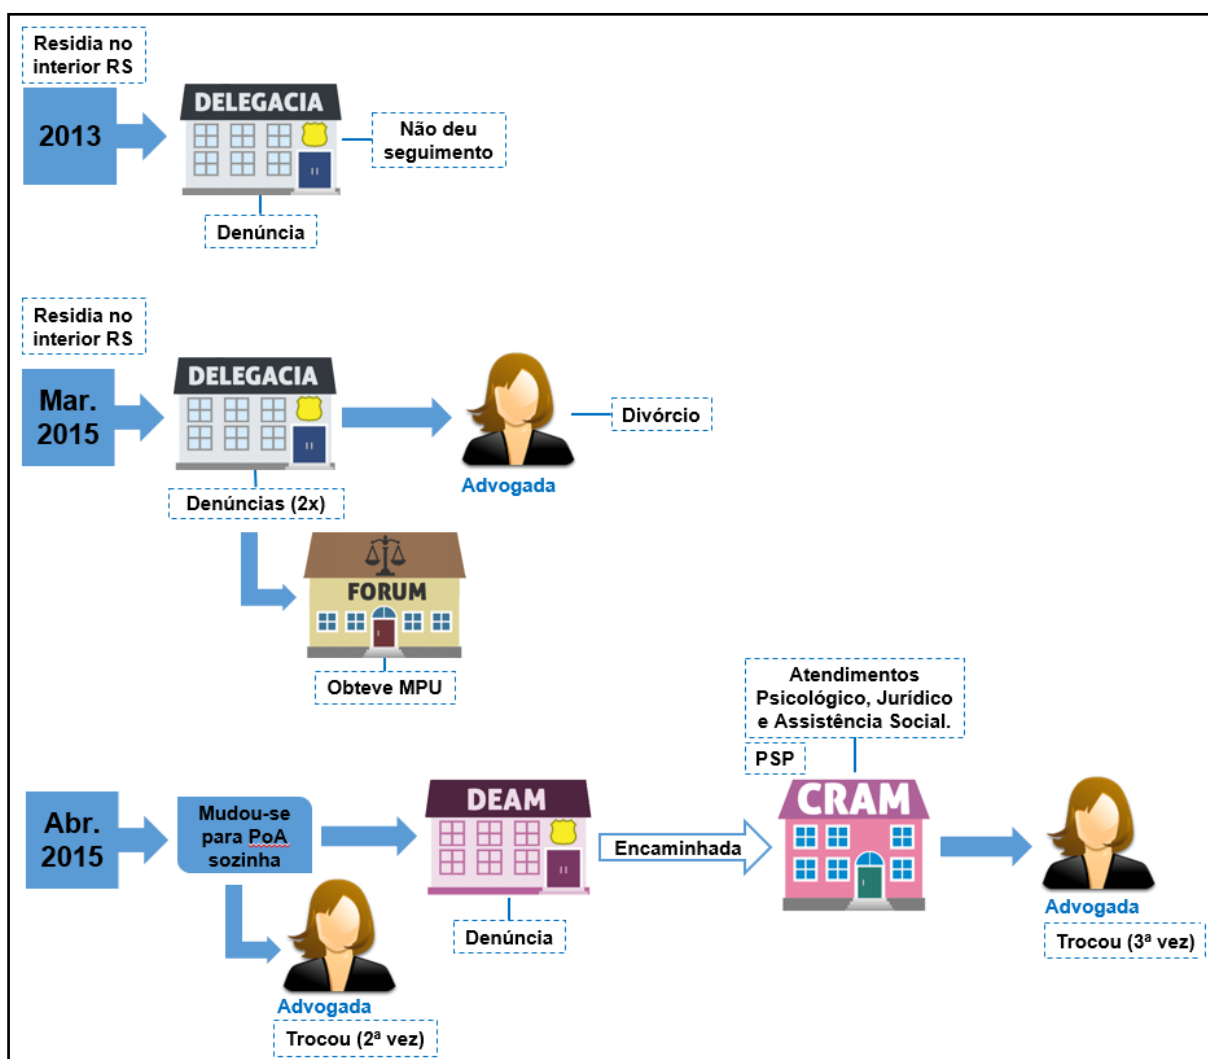 Residia no
interior RS
2013
DELEGACIA
Não deu
seguimento
Denúncia
Residia no
interior RS
Mar.
2015
DELEGACIA
Divórcio
Advogada
Denúncias (2x)
FORUM
Obteve MPU
Atendimentos
Psicológico, Jurídico
e Assistência Social.
PSP
Abr.
2015
Mudou-se
para PoA
sozinha
DEAM
Encaminhada
CRAM
Denúncia
Advogada
Trocou (3ª vez)
Advogada
Trocou (2ª vez)